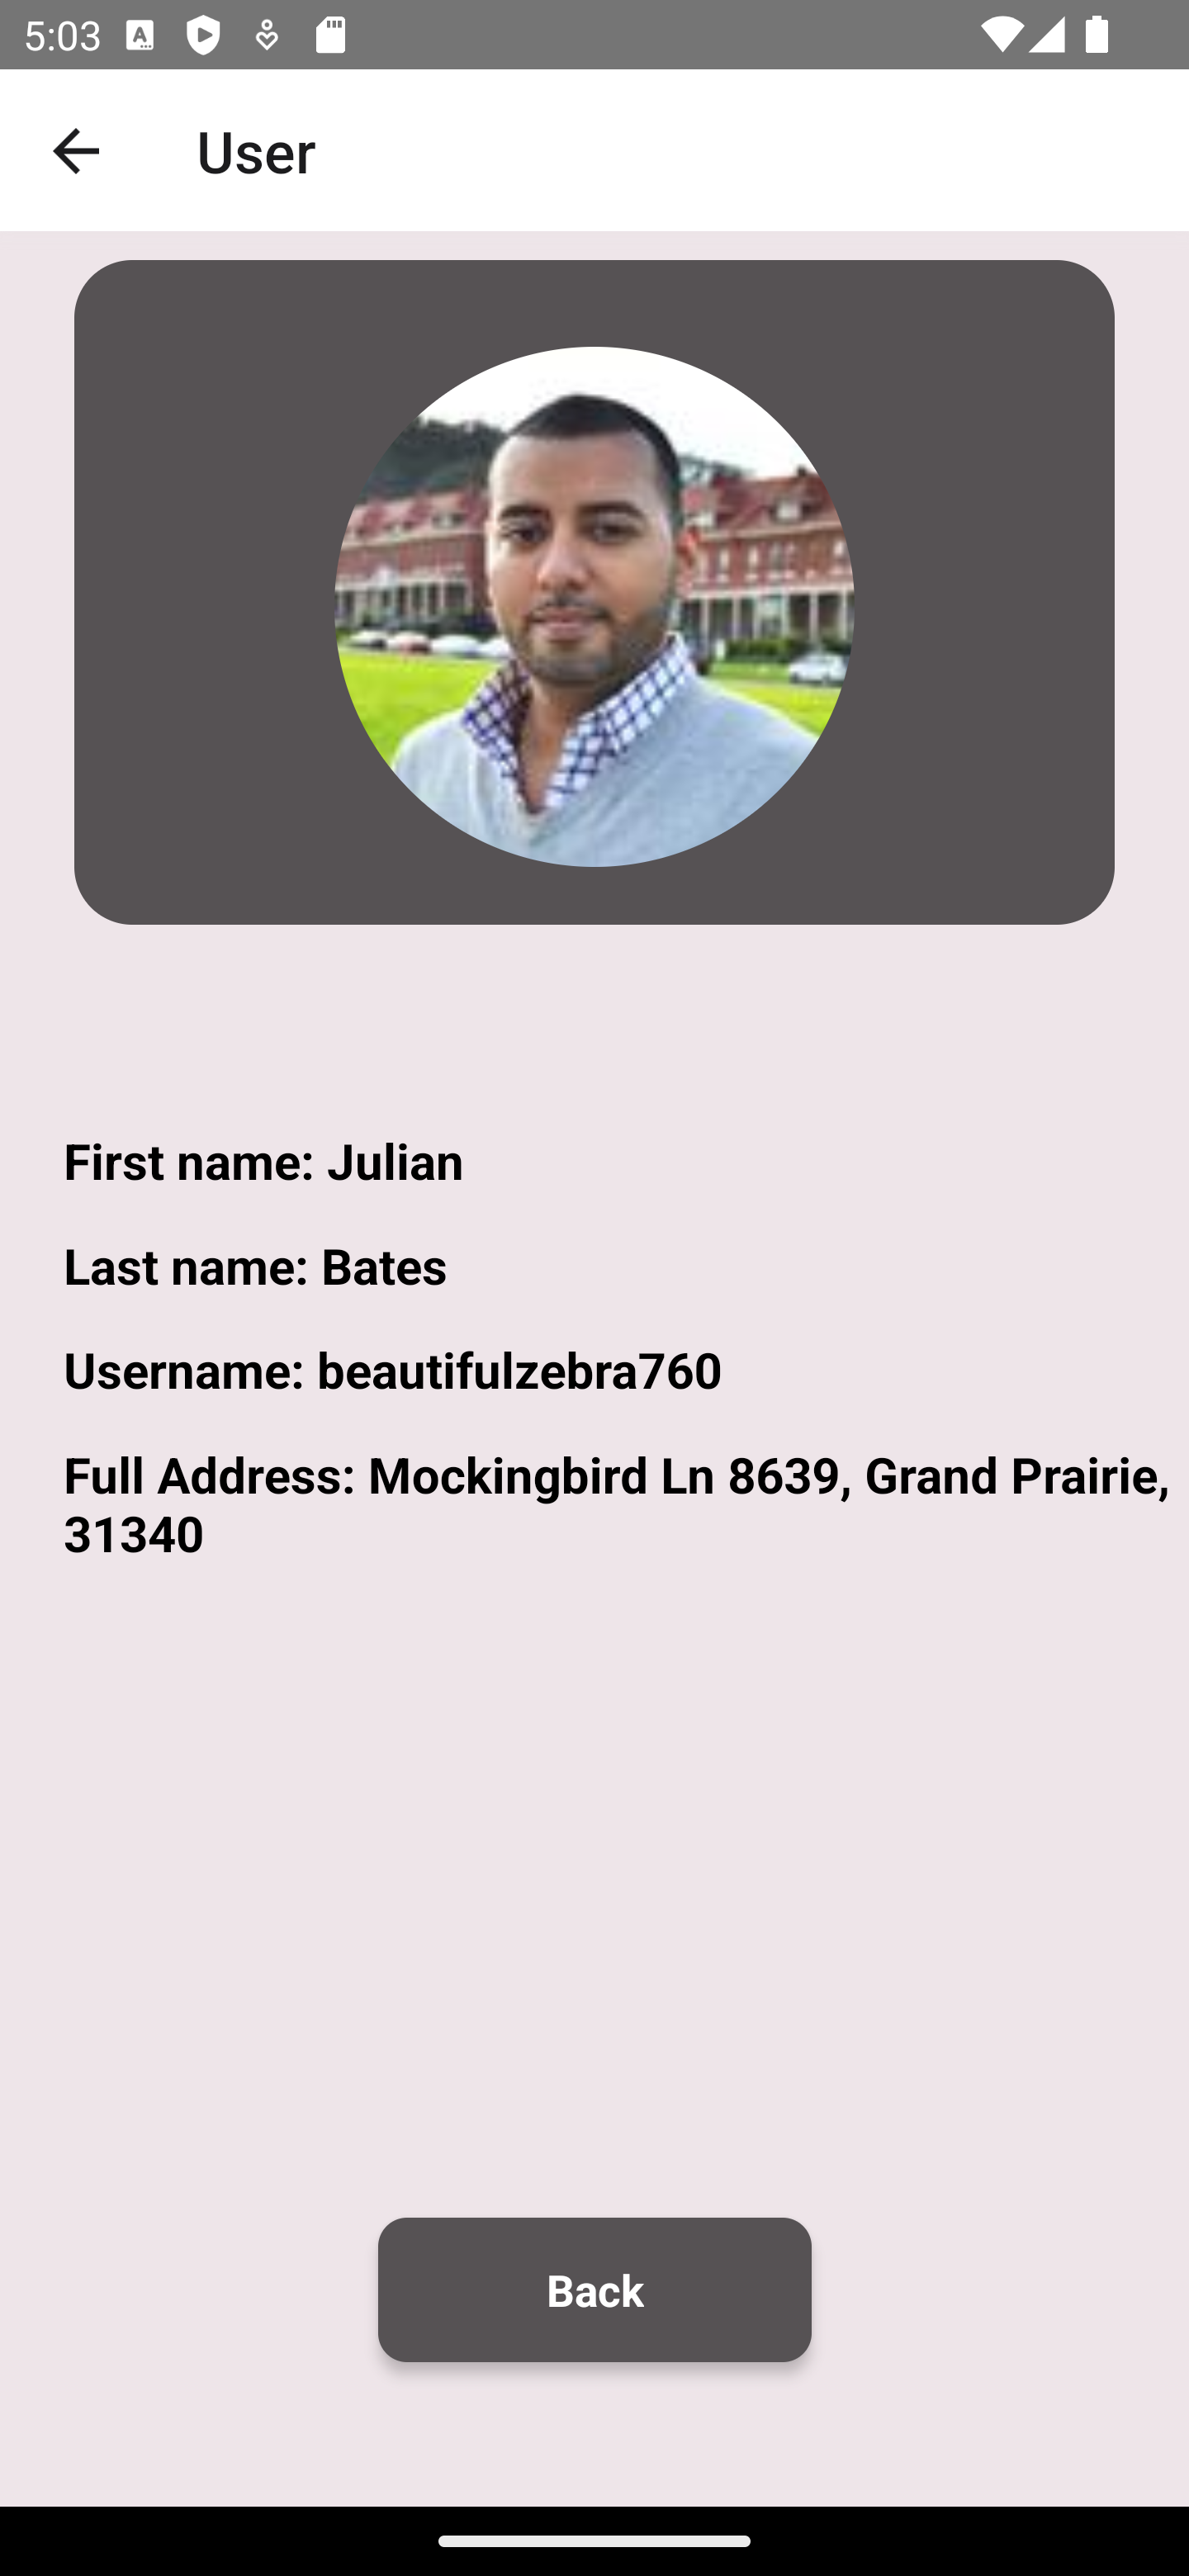 5:03
User
First name: Julian
Last name: Bates
Username: beautifulzebra760
Full Address: Mockingbird Ln 8639, Grand Prairie,
31340
Back